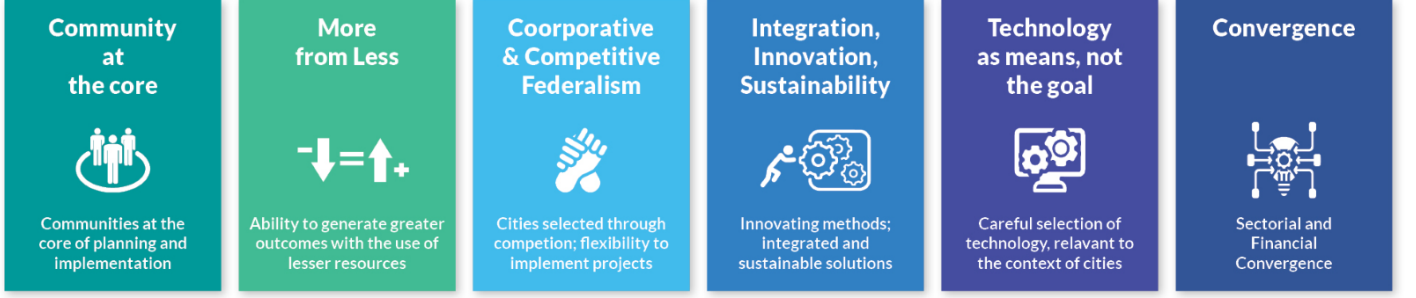 Community
at
the core
Communities at the
core of planning and
implementation
More
from Less
Ability to generate greater
outcomes with the use of
lesser resources
Coorporative
& Competitive
Federalism
Cities selected through
competion; flexibility to
implement projects
Integration,
Innovation,
Sustainability
Innovating methods;
integrated and
sustainable solutions
Technology
as means, not
the goal
Careful selection of
technology, relavant to
the context of cities
Convergence
Sectorial and
Financial
Convergence